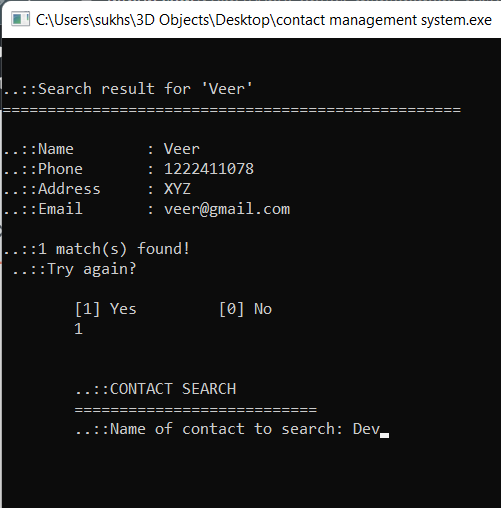 C:\Users\sukhs\3D Objects\Desktop\contact management system.exe
..::Search result for 'Veer'
===================================================
..::Name        : Veer
..::Phone       : 1222411078
..::Address     : XYZ
..::Email       : veer@gmail.com
..::1 match(s) found!
..::Try again?
[1] Yes         [0] No
1
..::CONTACT SEARCH
===========================
..::Name of contact to search: Dev